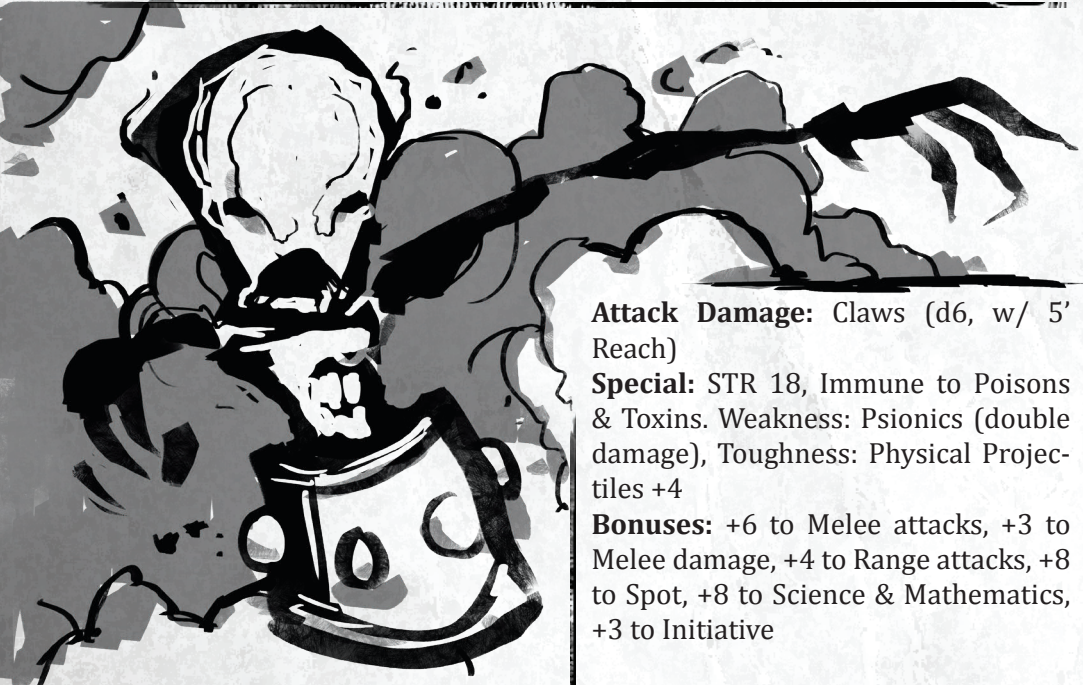 Attack Damage: Claws (d6, w/ 5’
Reach)
Special: STR 18, Immune to Poisons
& Toxins. Weakness: Psionics (double
damage), Toughness: Physical Projec-
tiles +4
Bonuses: +6 to Melee attacks, +3 to
Melee damage, +4 to Range attacks, +8
to Spot, +8 to Science & Mathematics,
+3 to Initiative